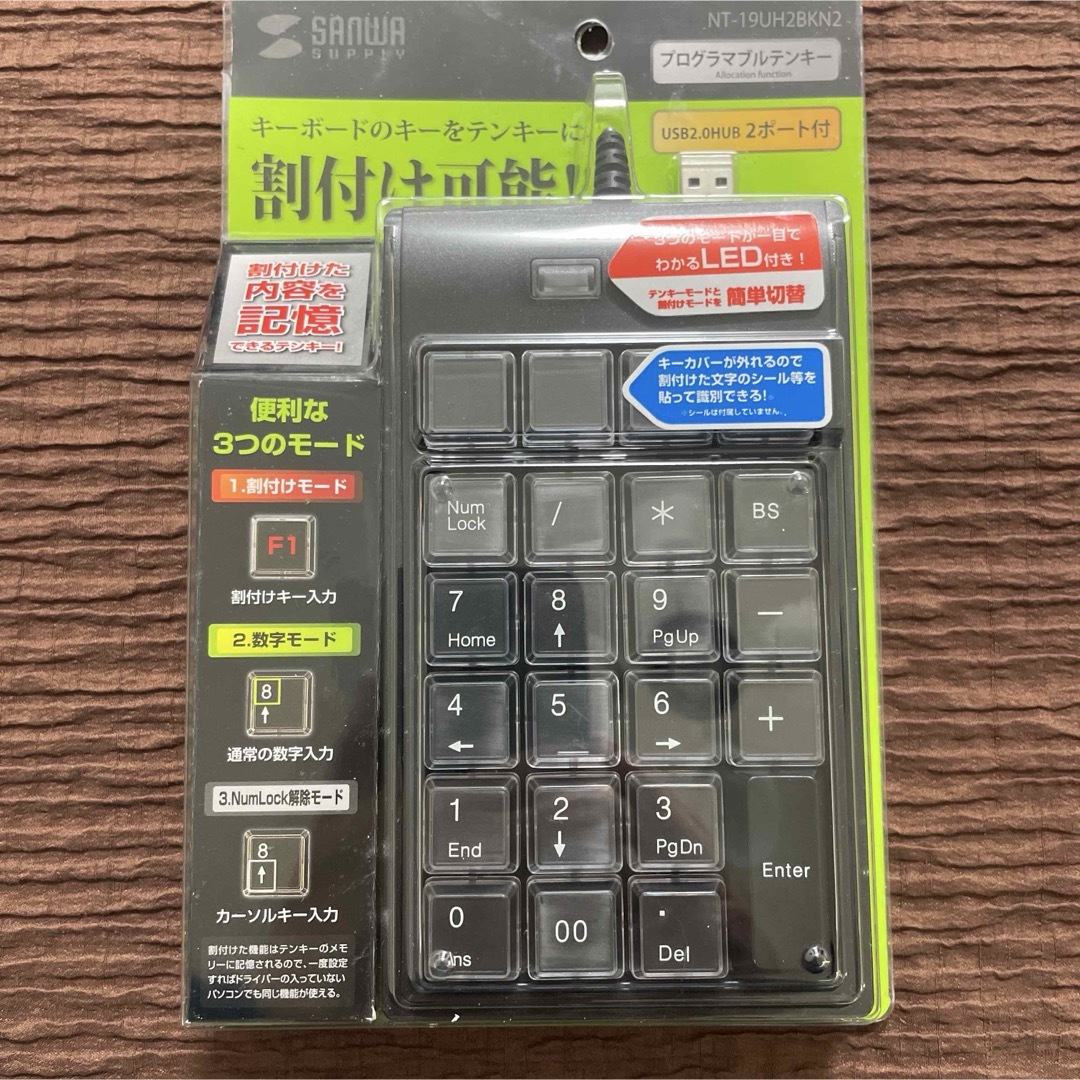 SANWA
SUPPLY
NT-19UH2BKN2
プログラマブルテンキー
Allocation function
キーボードのキーをテンキーに
USB2.0HUB 2ポート付
割付け可能!
3つのモードが一目で
わかるLED付き!
テンキーモードと
割付けモードを 簡単切替
割付けた
内容を
記憶
できるテンキー!
キーカバーが外れるので
割付けた文字のシール等を
貼って識別できる!
※シールは付属していません。
便利な
3つのモード
1.割付けモード
F1
割付けキー入力
2.数字モード
8
↑
通常の数字入力
3.NumLock解除モード
8
↑
カーソルキー入力
割付けた機能はテンキーのメモ
リーに記憶されるので、一度設定
すればドライバーの入っていない
パソコンでも同じ機能が使える。
Num
Lock
/
*
BS
7
Home
8
↑
9
PgUp
−
4
←
5
6
→
+
1
End
2
↓
3
PgDn
Enter
0
Ins
00
.
Del